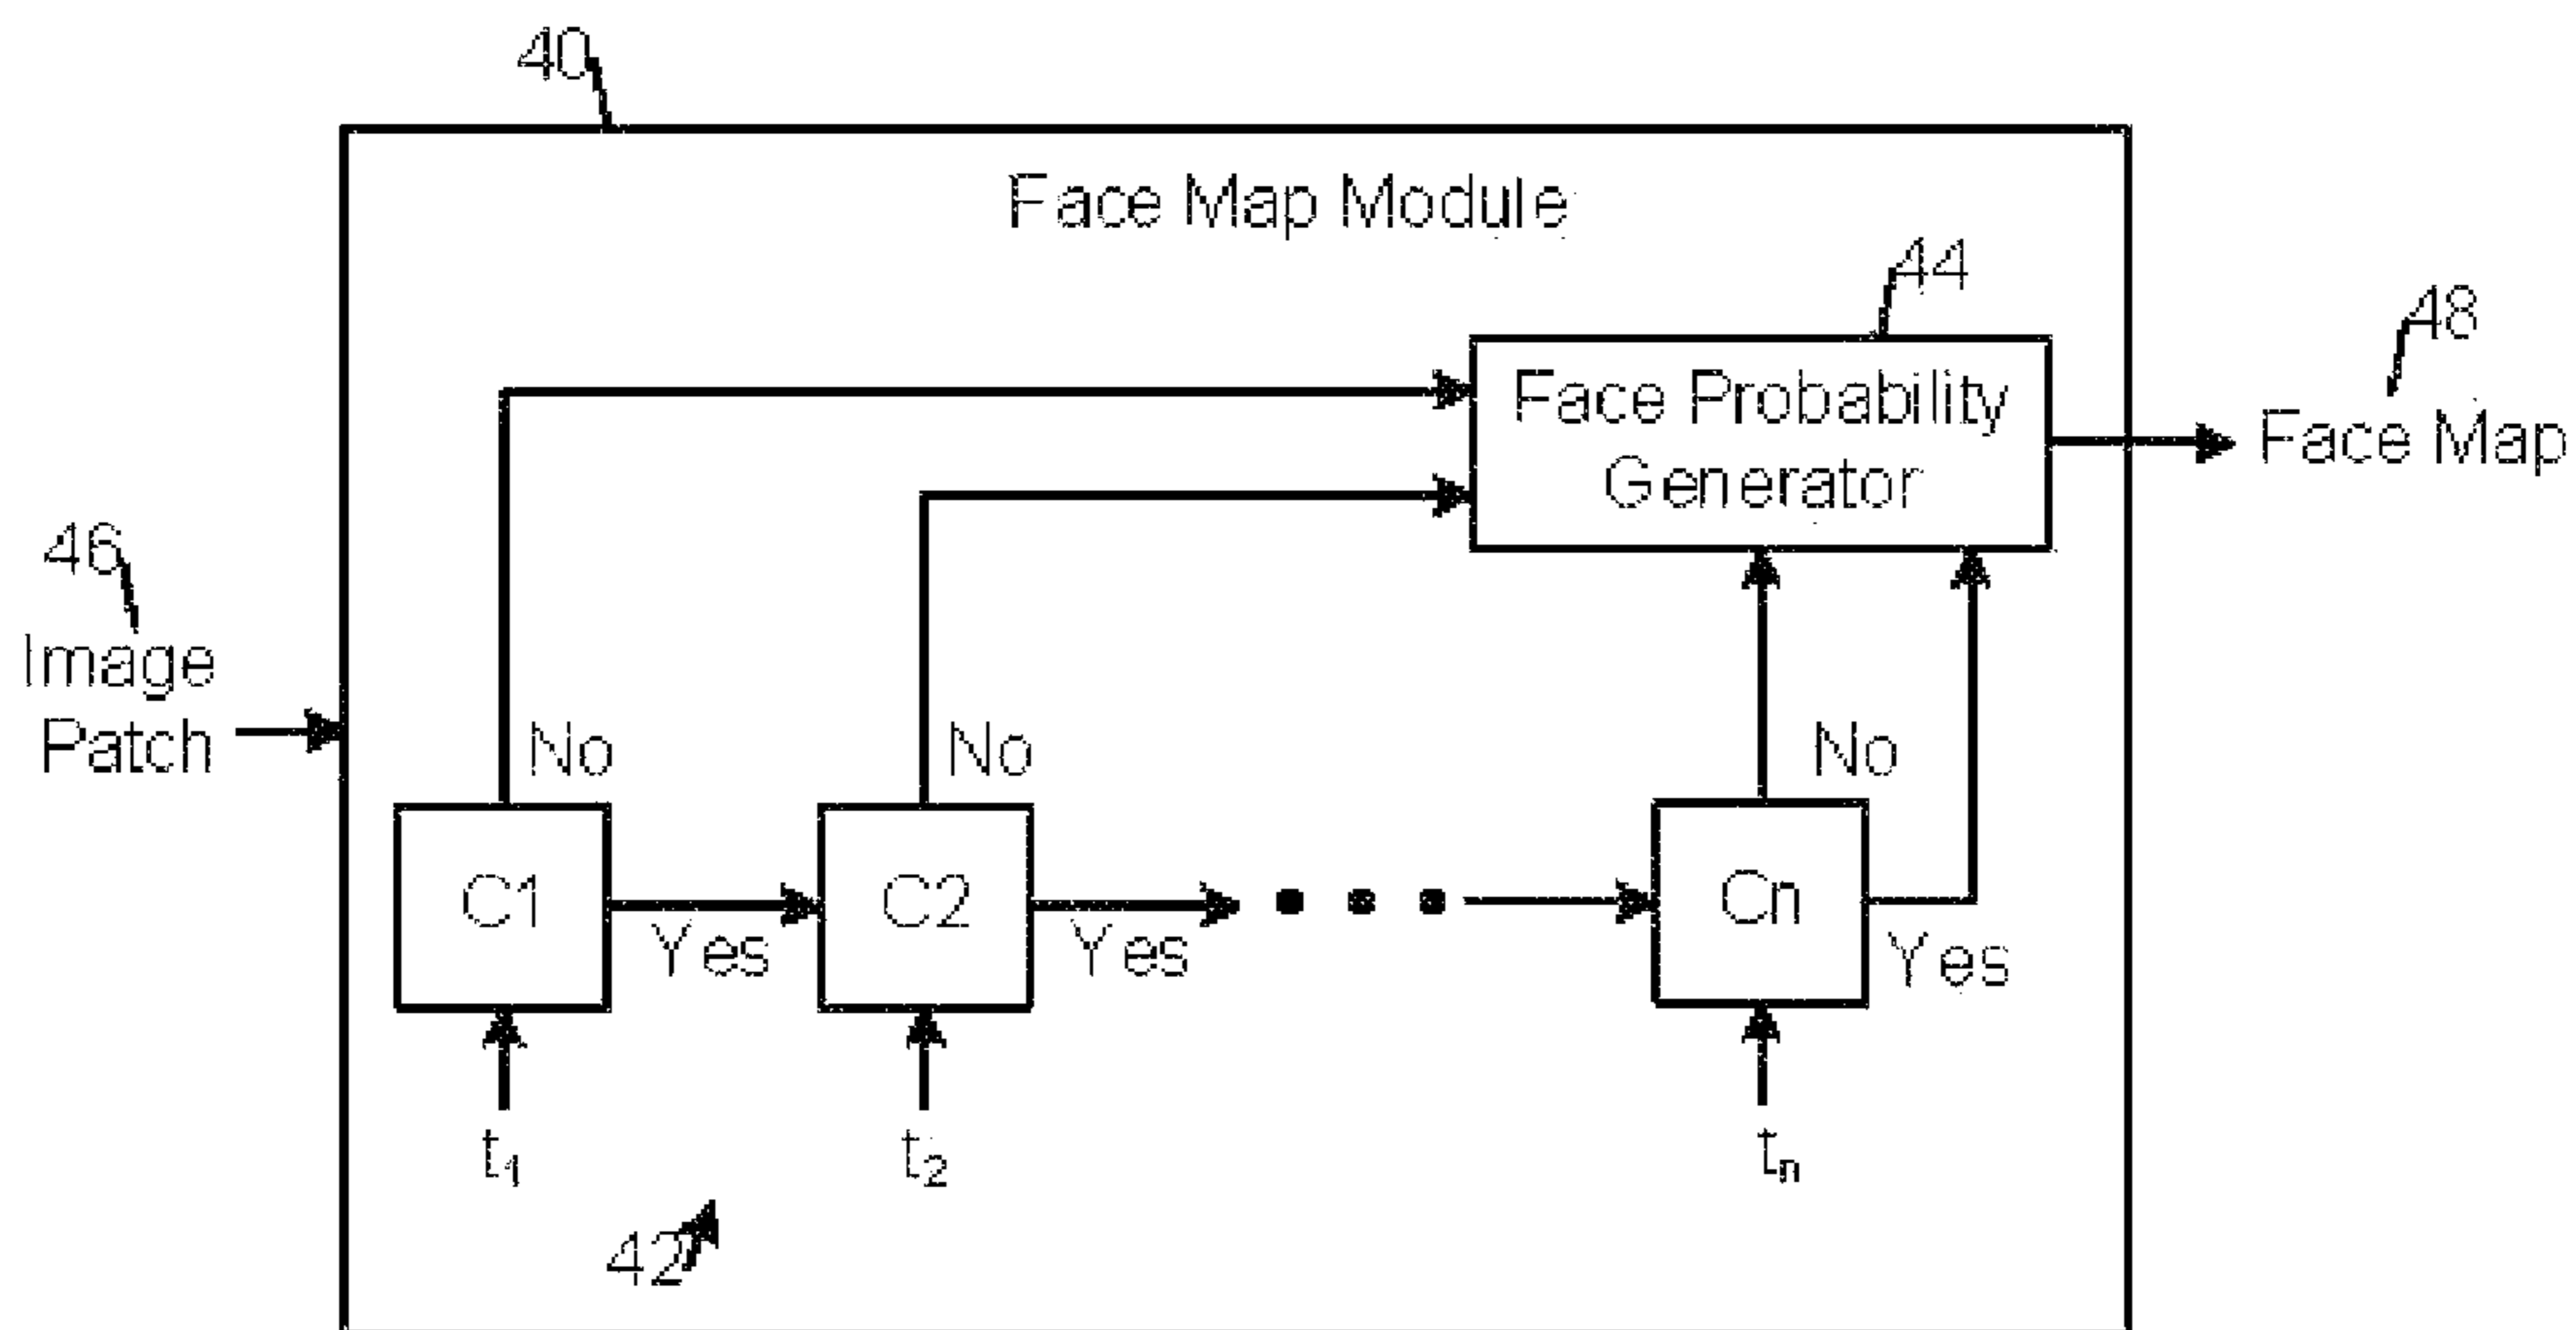 40
Face Map Module
44
48
Face Probability
Generator
Face Map
46
Image
Patch
No
No
No
C1
C2
Cn
Yes
Yes
Yes
t₁
t₂
tₙ
42